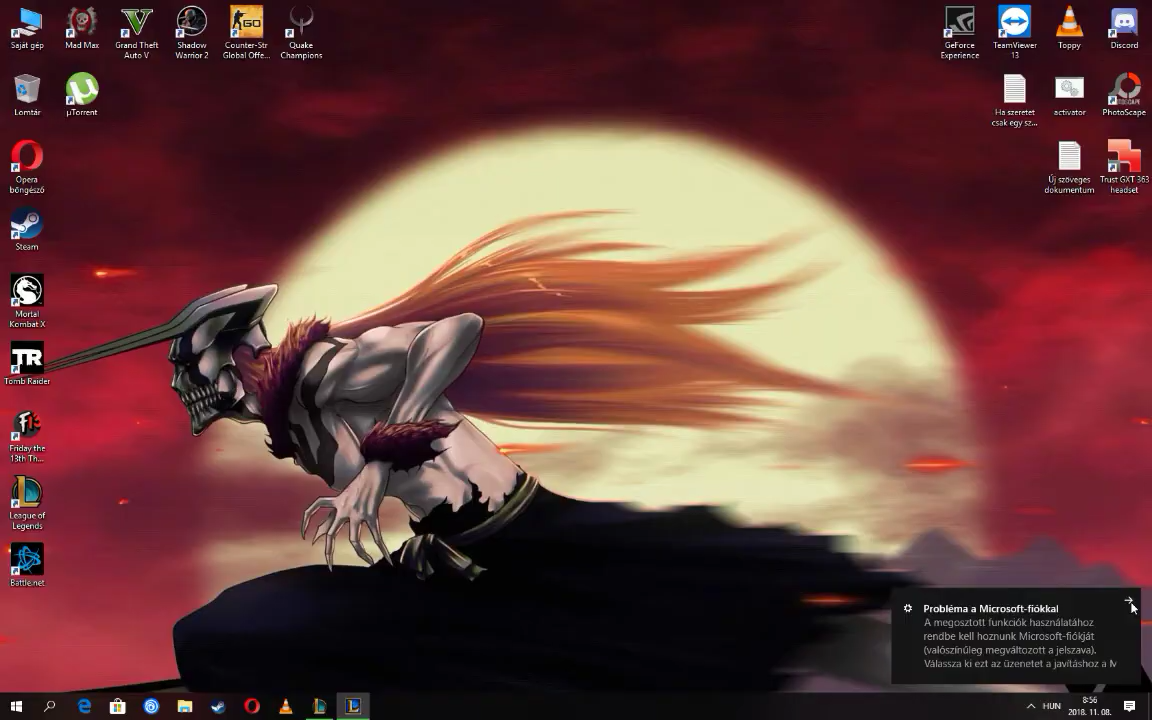 Saját gép
Mad Max
Grand Theft
Auto V
Shadow
Warrior 2
Counter-Str
Global Offe...
Quake
Champions
GeForce
Experience
TeamViewer
13
Toppy
Discord
Lomtár
µTorrent
Ha szeretet
csak egy sz...
activator
PhotoScape
Opera
böngésző
Új szöveges
dokumentum
Trust GXT 363
headset
Steam
Mortal
Kombat X
Tomb Raider
Friday the
13th Th...
League of
Legends
Battle.net
Probléma a Microsoft-fiókkal
A megosztott funkciók használatához
rendbe kell hoznunk Microsoft-fiókját
(valószínűleg megváltozott a jelszava).
Válassza ki ezt az üzenetet a javításhoz a M
HUN
8:56
2018. 11. 08.